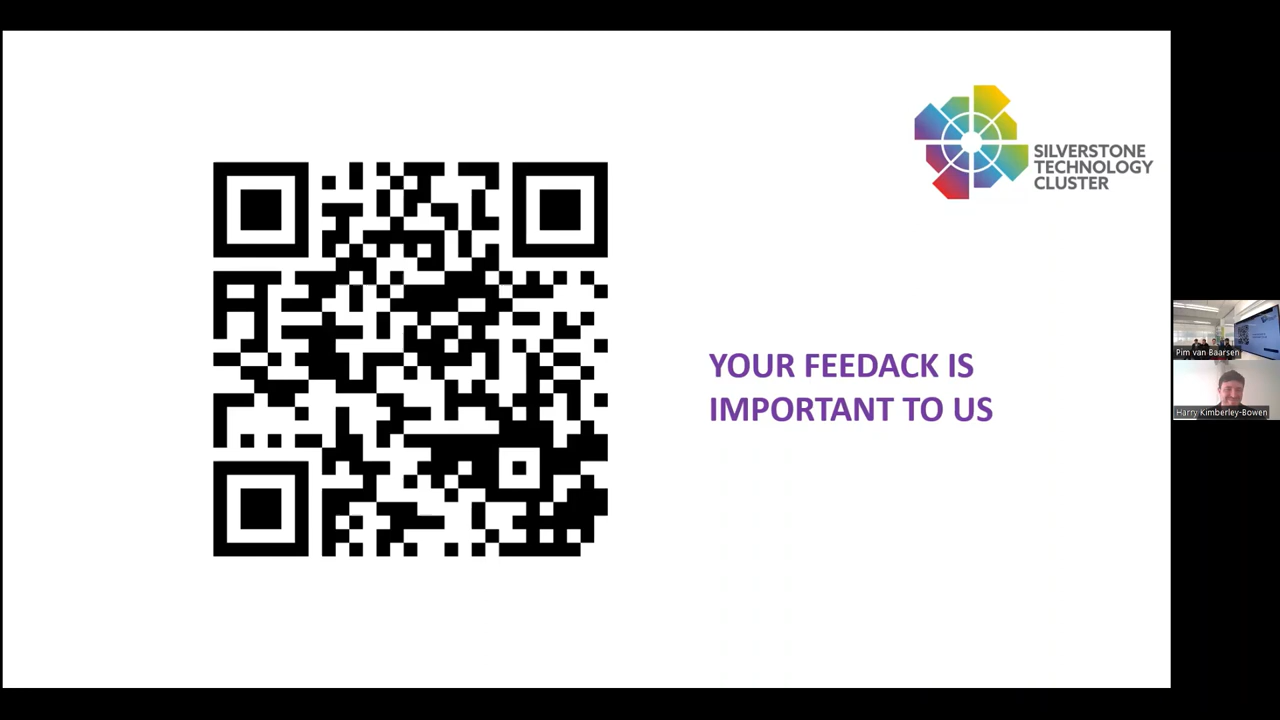 SILVERSTONE
TECHNOLOGY
CLUSTER
YOUR FEEDACK IS
IMPORTANT TO US
Pim van Baarsen
Harry Kimberley-Bowen